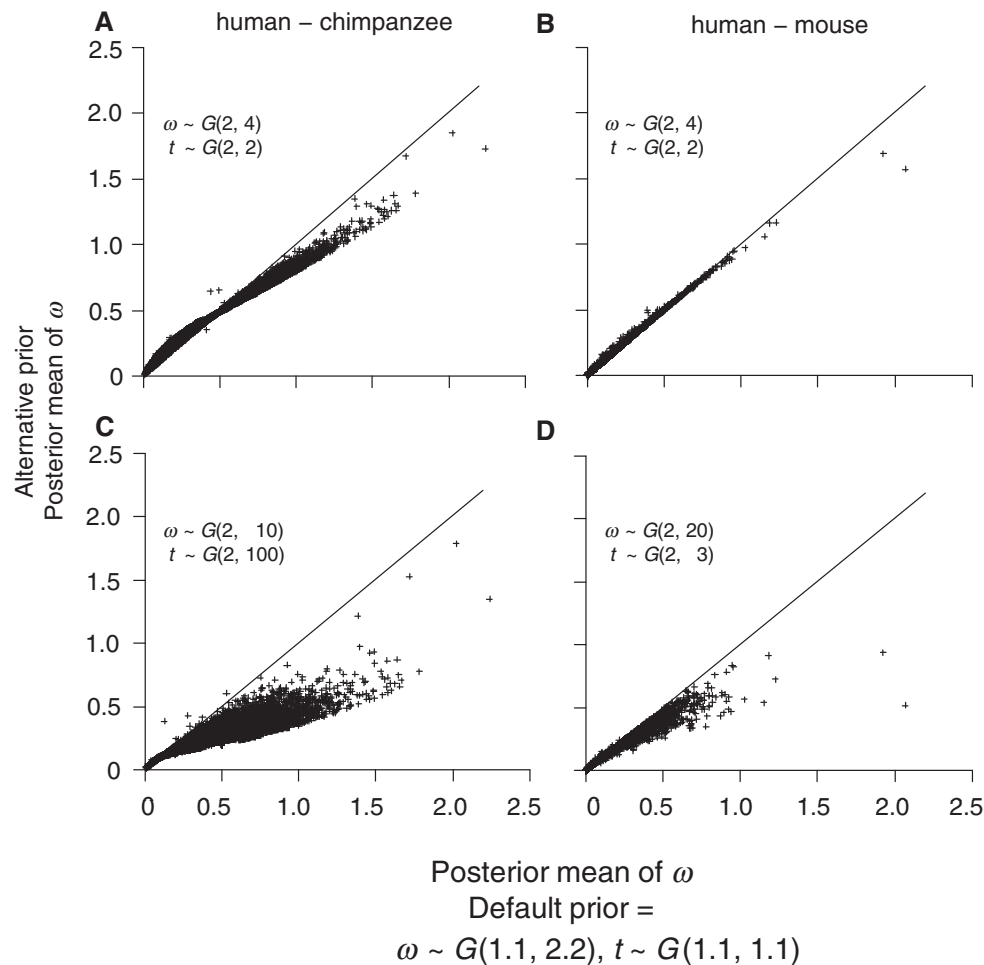 A human – chimpanzee
B human – mouse
2.5
2.0
1.5
1.0
0.5
0
ω ~ G(2, 4)
t ~ G(2, 2)
ω ~ G(2, 4)
t ~ G(2, 2)
Alternative prior
Posterior mean of ω
C
D
2.5
2.0
1.5
1.0
0.5
0
ω ~ G(2, 10)
t ~ G(2, 100)
ω ~ G(2, 20)
t ~ G(2, 3)
0 0.5 1.0 1.5 2.0 2.5
0 0.5 1.0 1.5 2.0 2.5
Posterior mean of ω
Default prior =
ω ~ G(1.1, 2.2), t ~ G(1.1, 1.1)